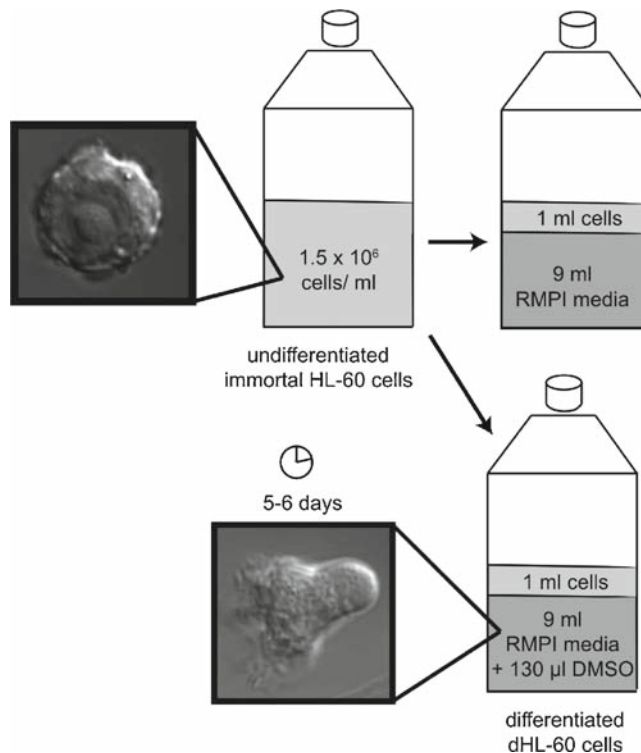 1.5 x 10⁶
cells/ ml
1 ml cells
9 ml
RMPI media
undifferentiated
immortal HL-60 cells
5-6 days
1 ml cells
9 ml
RMPI media
+ 130 µl DMSO
differentiated
dHL-60 cells